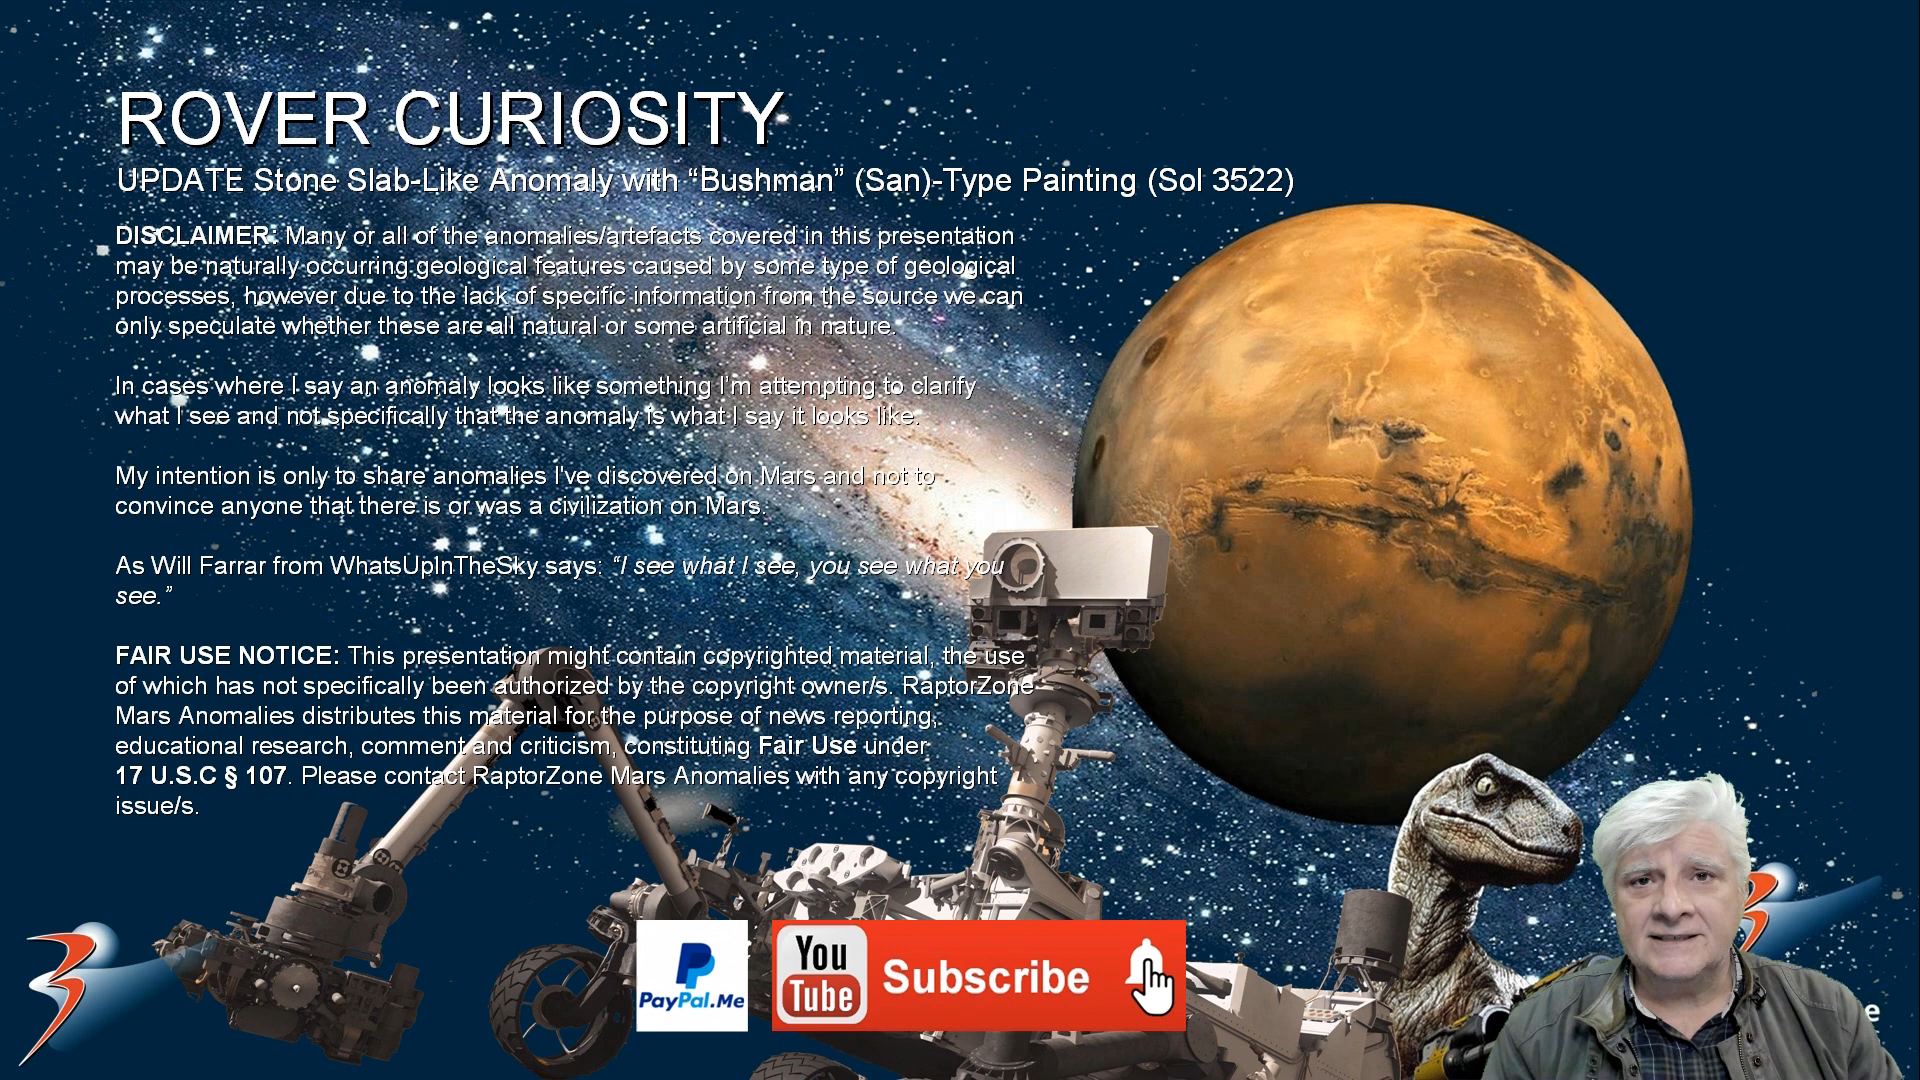 ROVER CURIOSITY
UPDATE Stone Slab-Like Anomaly with “Bushman” (San)-Type Painting (Sol 3522)
DISCLAIMER: Many or all of the anomalies/artefacts covered in this presentation
may be naturally occurring geological features caused by some type of geological
processes, however due to the lack of specific information from the source we can
only speculate whether these are all natural or some artificial in nature.
In cases where I say an anomaly looks like something I'm attempting to clarify
what I see and not specifically that the anomaly is what I say it looks like.
My intention is only to share anomalies I've discovered on Mars and not to
convince anyone that there is or was a civilization on Mars.
As Will Farrar from WhatsUpInTheSky says: “I see what I see, you see what you
see.”
FAIR USE NOTICE: This presentation might contain copyrighted material, the use
of which has not specifically been authorized by the copyright owner/s. RaptorZone
Mars Anomalies distributes this material for the purpose of news reporting,
educational research, comment and criticism, constituting Fair Use under
17 U.S.C § 107. Please contact RaptorZone Mars Anomalies with any copyright
issue/s.
PayPal.Me
You
Tube
Subscribe